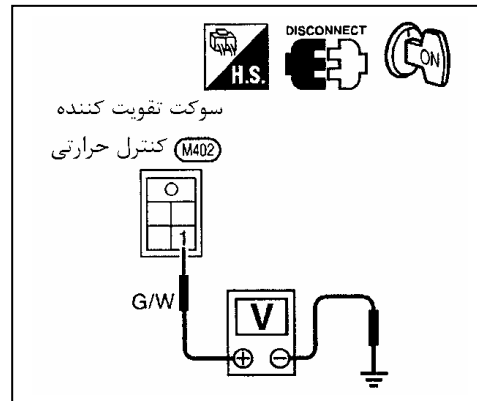 DISCONNECT
H.S.
ON
سوکت تقویت کننده
کنترل حرارتی M402
1
G/W
V
+ −